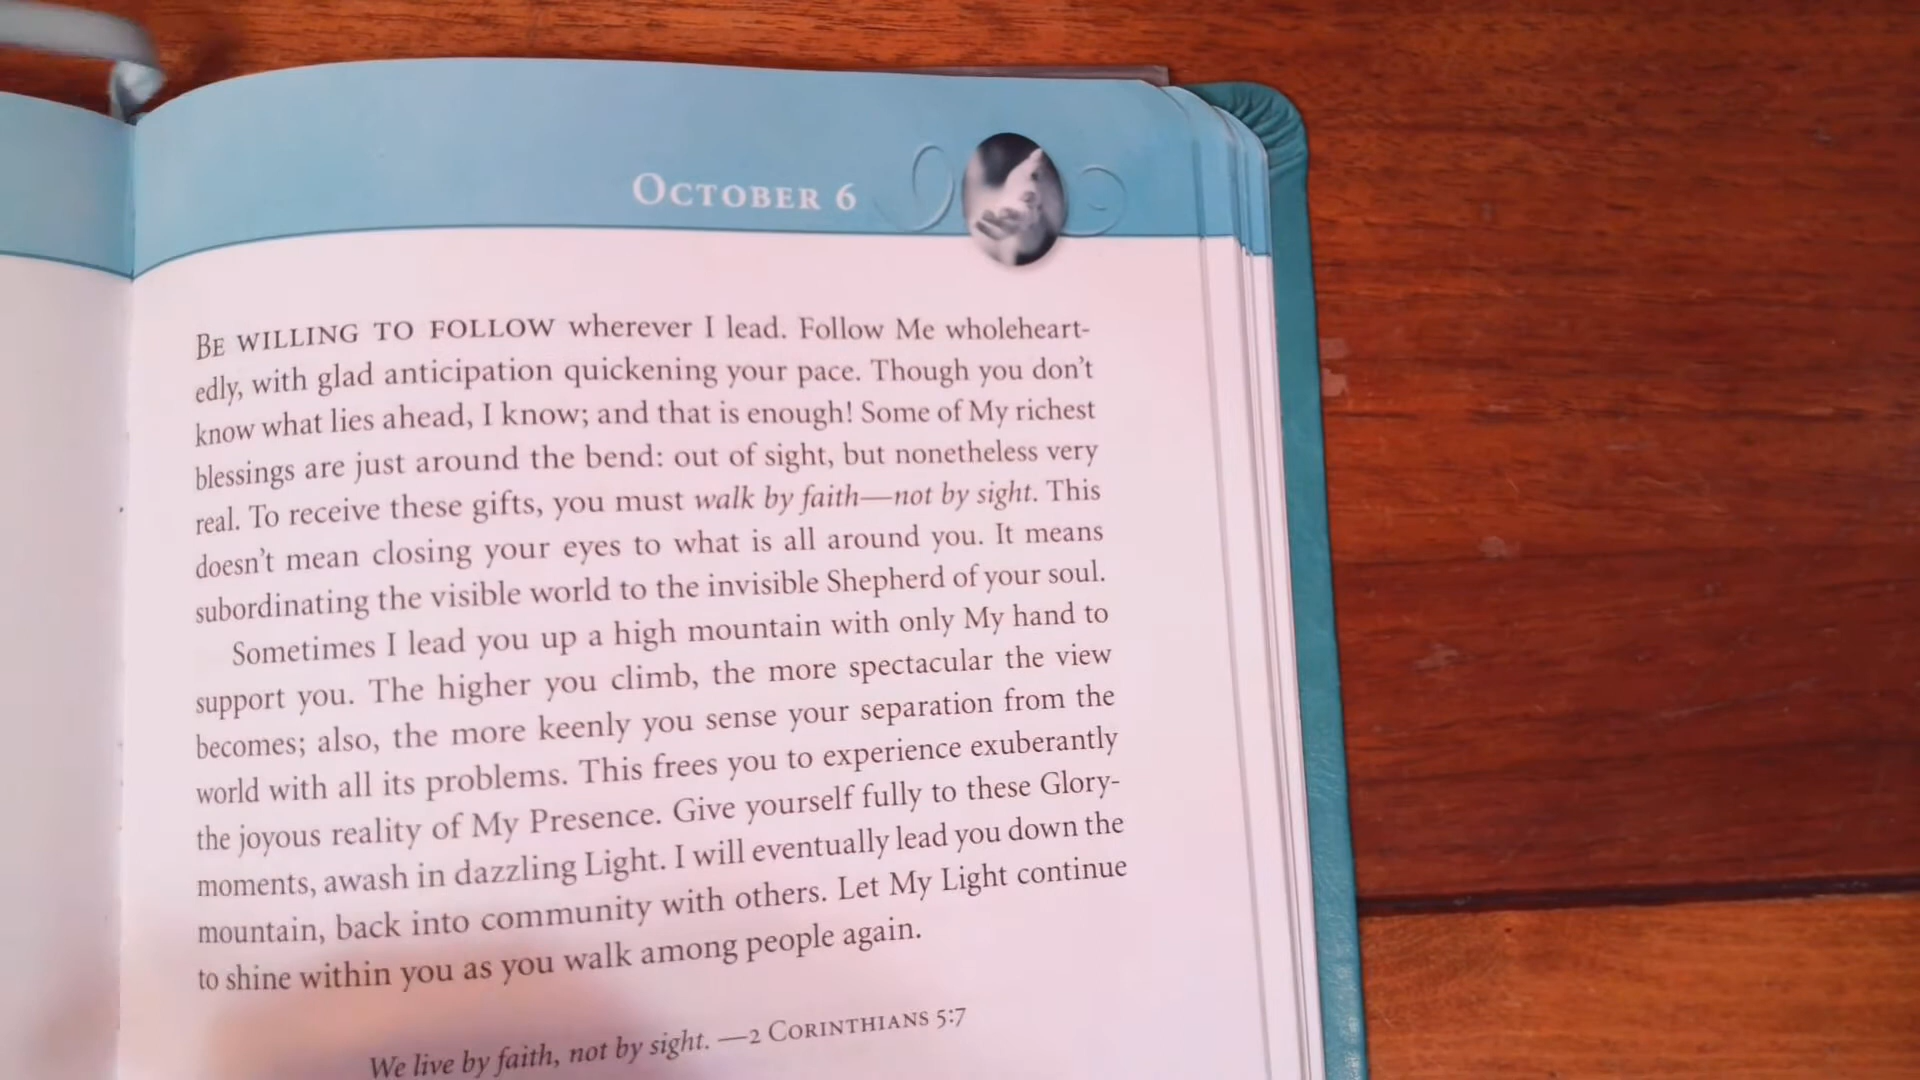 OCTOBER 6
BE WILLING TO FOLLOW wherever I lead. Follow Me wholeheart-
edly, with glad anticipation quickening your pace. Though you don't
know what lies ahead, I know; and that is enough! Some of My richest
blessings are just around the bend: out of sight, but nonetheless very
real. To receive these gifts, you must walk by faith—not by sight. This
doesn't mean closing your eyes to what is all around you. It means
subordinating the visible world to the invisible Shepherd of your soul.
Sometimes I lead you up a high mountain with only My hand to
support you. The higher you climb, the more spectacular the view
becomes; also, the more keenly you sense your separation from the
world with all its problems. This frees you to experience exuberantly
the joyous reality of My Presence. Give yourself fully to these Glory-
moments, awash in dazzling Light. I will eventually lead you down the
mountain, back into community with others. Let My Light continue
to shine within you as you walk among people again.
We live by faith, not by sight. —2 CORINTHIANS 5:7